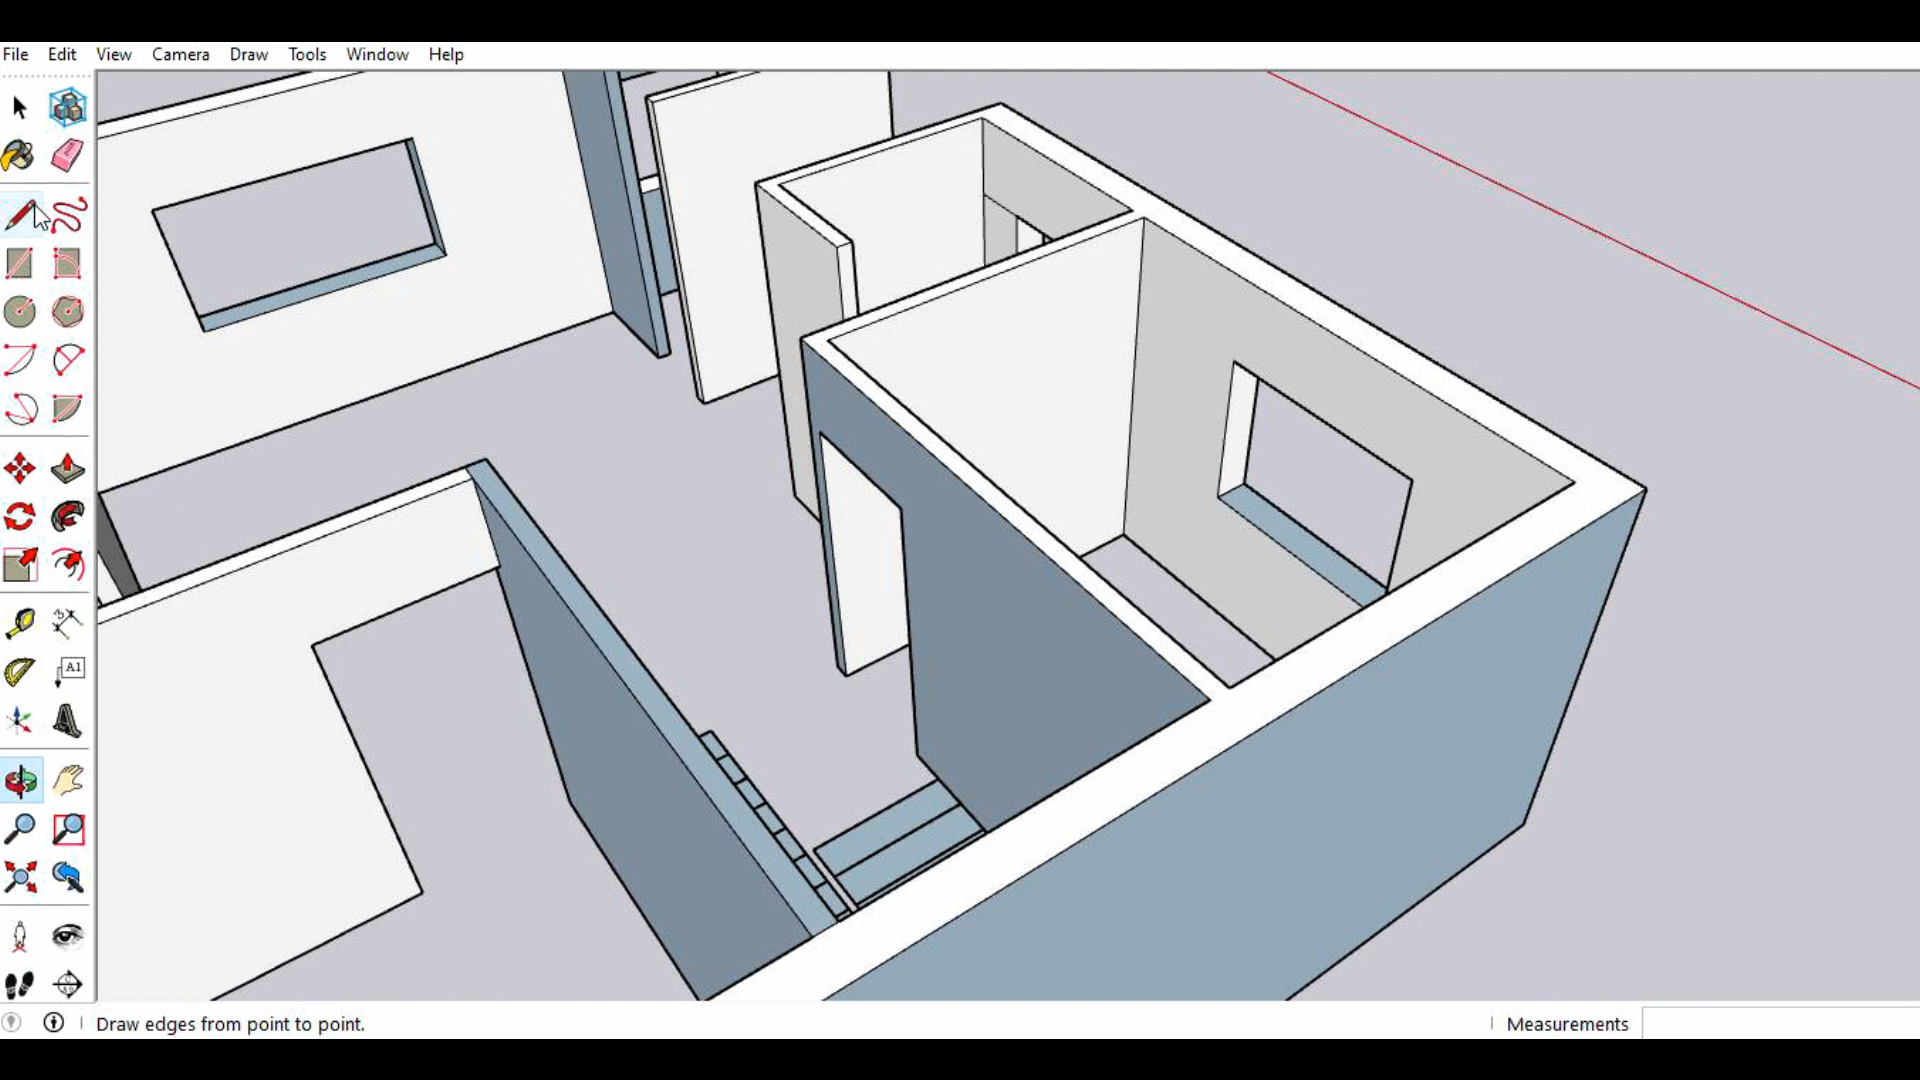 File Edit View Camera Draw Tools Window Help
A1
Draw edges from point to point.
Measurements